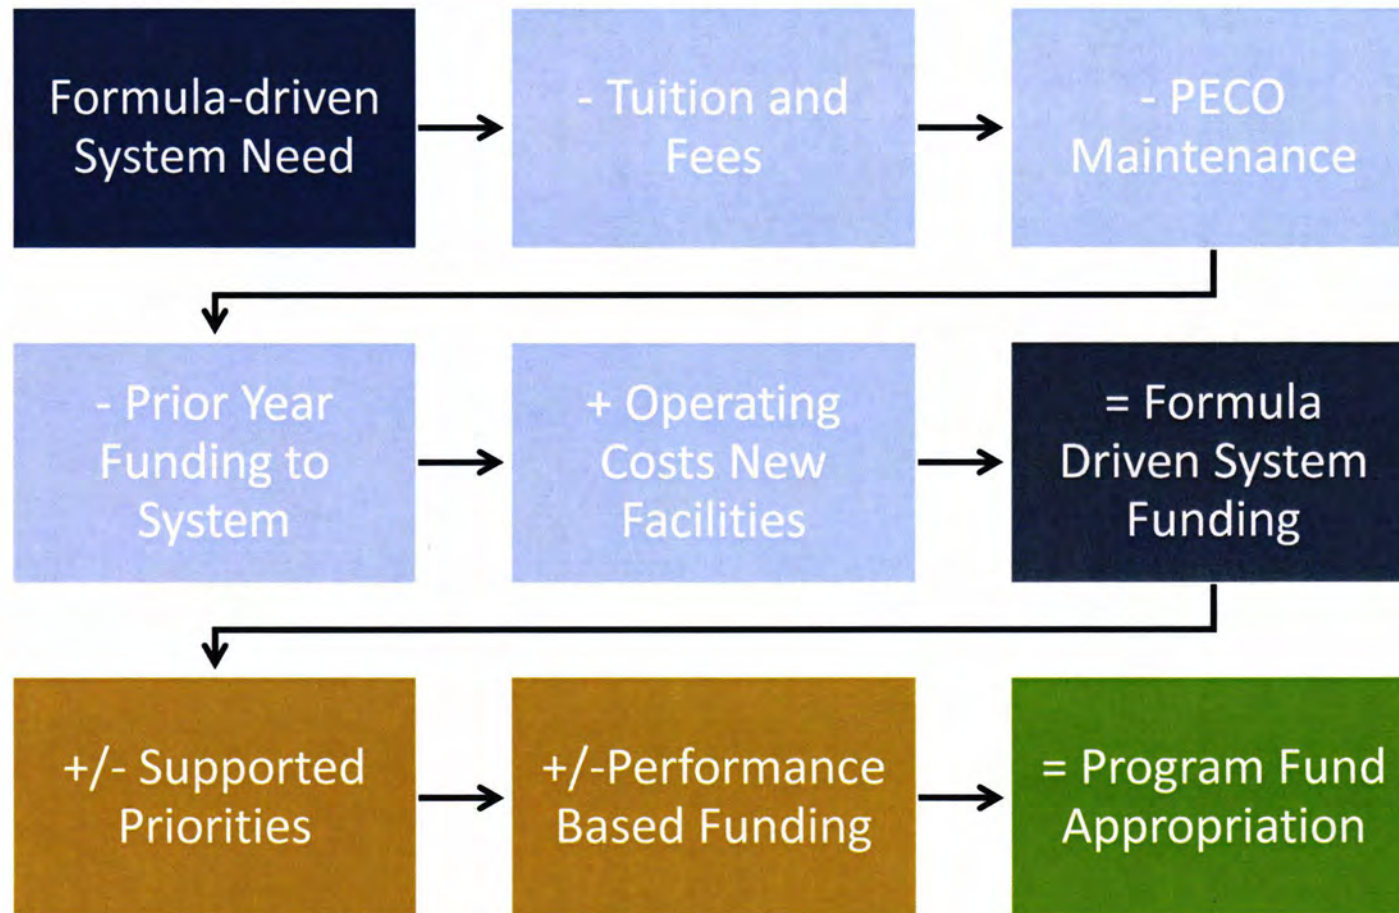 Formula-driven
System Need
- Tuition and
Fees
- PECO
Maintenance
- Prior Year
Funding to
System
+ Operating
Costs New
Facilities
= Formula
Driven System
Funding
+/- Supported
Priorities
+/-Performance
Based Funding
= Program Fund
Appropriation